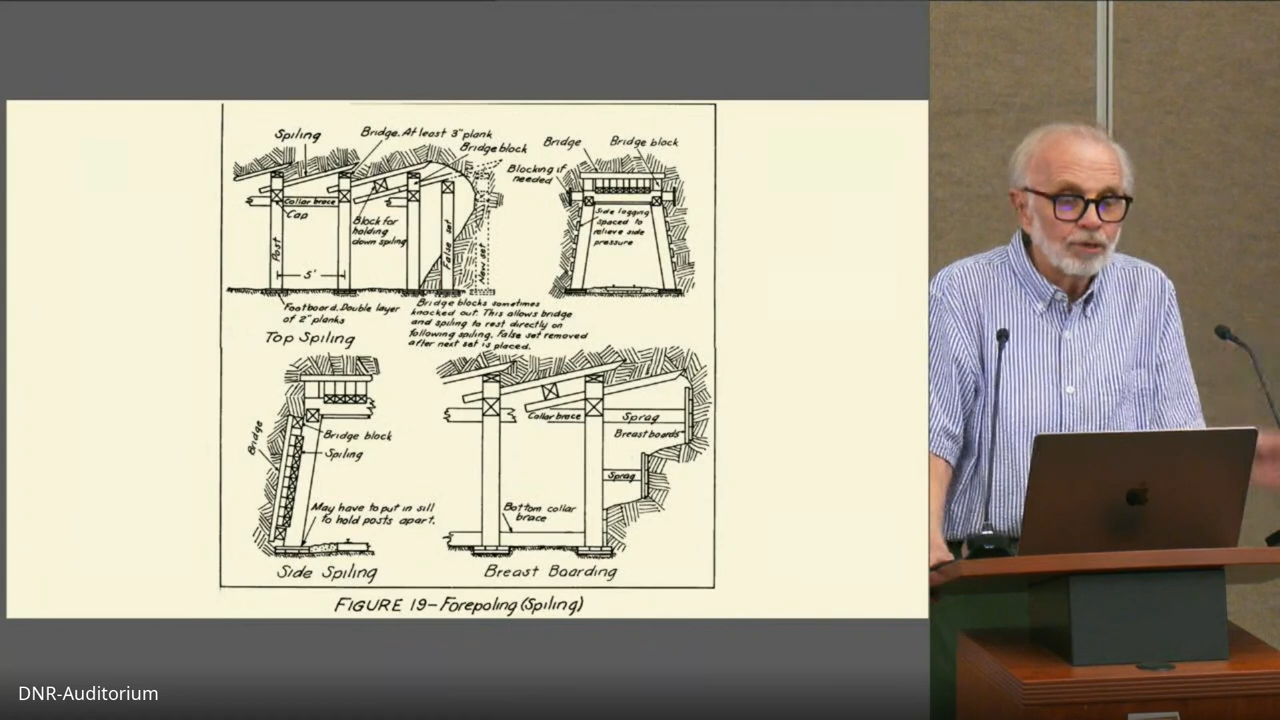 Spiling
Bridge. At least 3" plank
Bridge block
Collar brace
Cap
Block for
holding
down spiling
Post
5'
False set
New set
Footboard. Double layer
of 2" planks
Bridge blocks sometimes
knocked out. This allows bridge
and spiling to rest directly on
following spiling. False set removed
after next set is placed.
Top Spiling
Bridge
Bridge block
Blocking if
needed
Side lagging
spaced to
relieve side
pressure
Bridge
Bridge block
Spiling
May have to put in sill
to hold posts apart.
Side Spiling
Collar brace
Sprag
Breast boards
Sprag
Bottom collar
brace
Breast Boarding
FIGURE 19-Forepoling (Spiling)
DNR-Auditorium